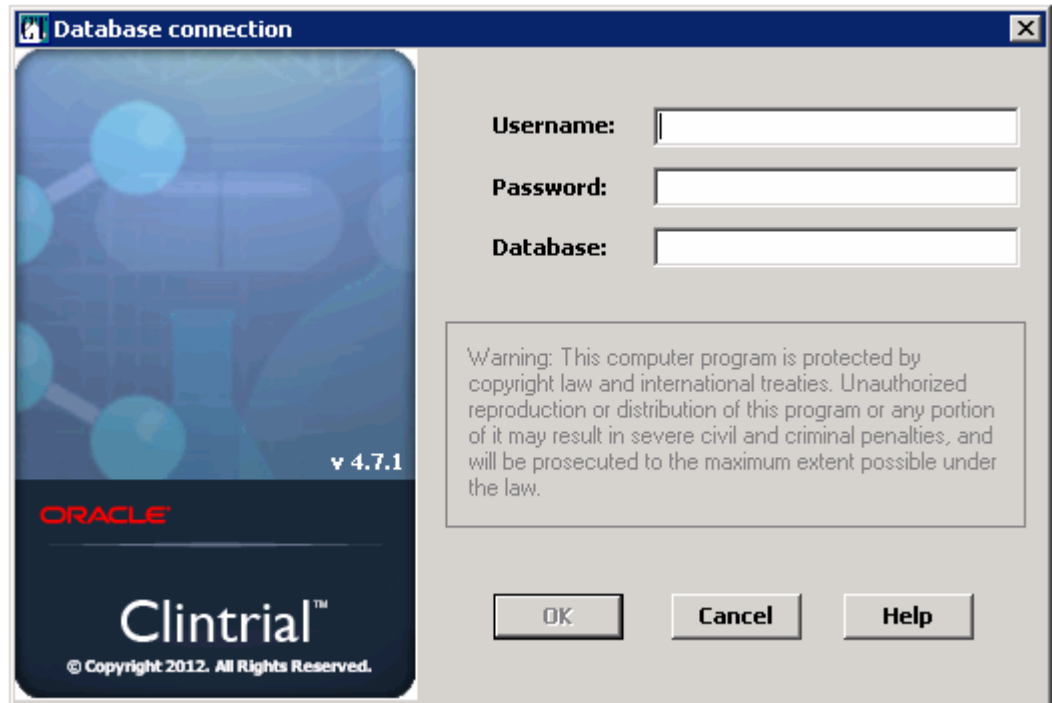 Database connection
Username:
Password:
Database:
Warning: This computer program is protected by
copyright law and international treaties. Unauthorized
reproduction or distribution of this program or any portion
of it may result in severe civil and criminal penalties, and
will be prosecuted to the maximum extent possible under
the law.
v 4.7.1
ORACLE
Clintrial™
© Copyright 2012. All Rights Reserved.
OK
Cancel
Help